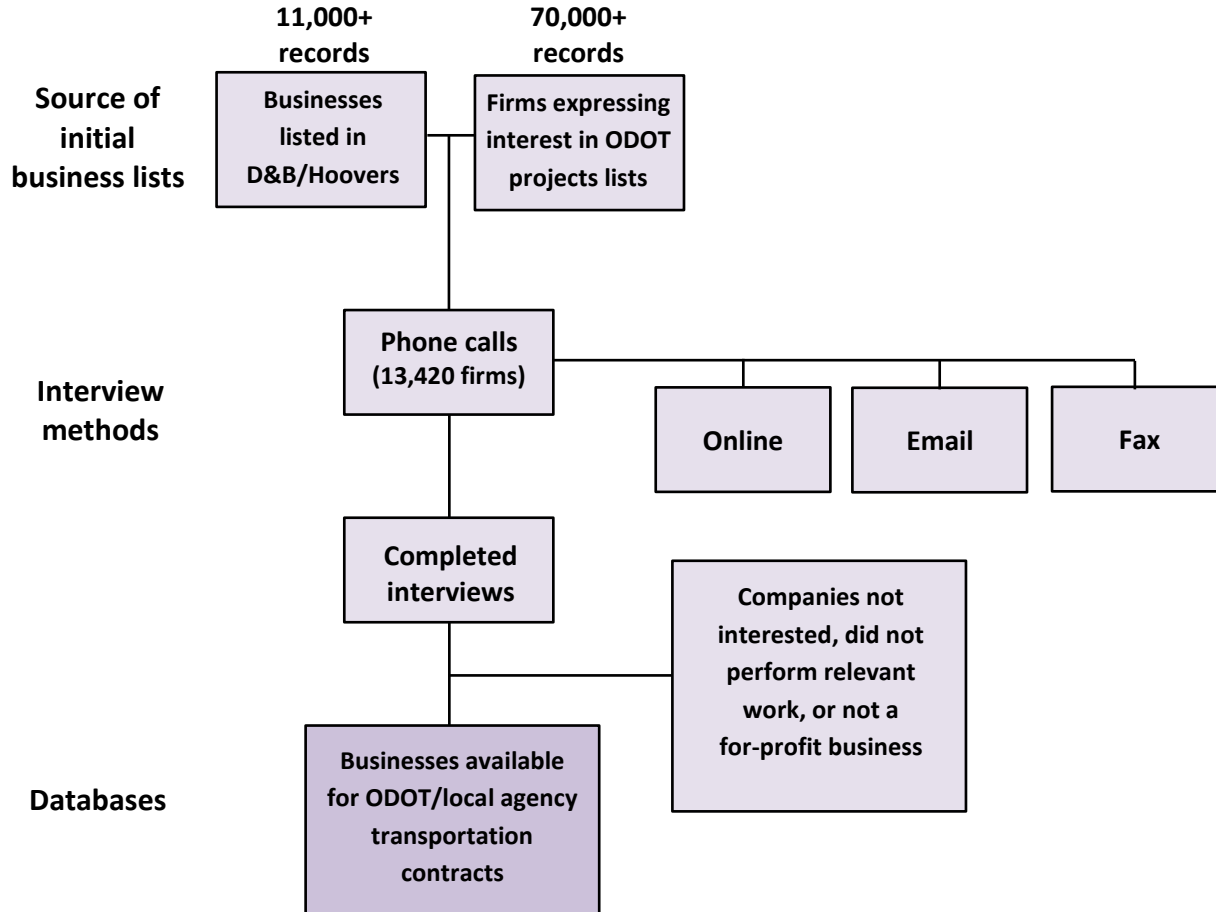 11,000+
records
70,000+
records
Source of
initial
business lists
Businesses
listed in
D&B/Hoovers
Firms expressing
interest in ODOT
projects lists
Interview
methods
Phone calls
(13,420 firms)
Online
Email
Fax
Completed
interviews
Companies not
interested, did not
perform relevant
work, or not a
for-profit business
Databases
Businesses available
for ODOT/local agency
transportation
contracts